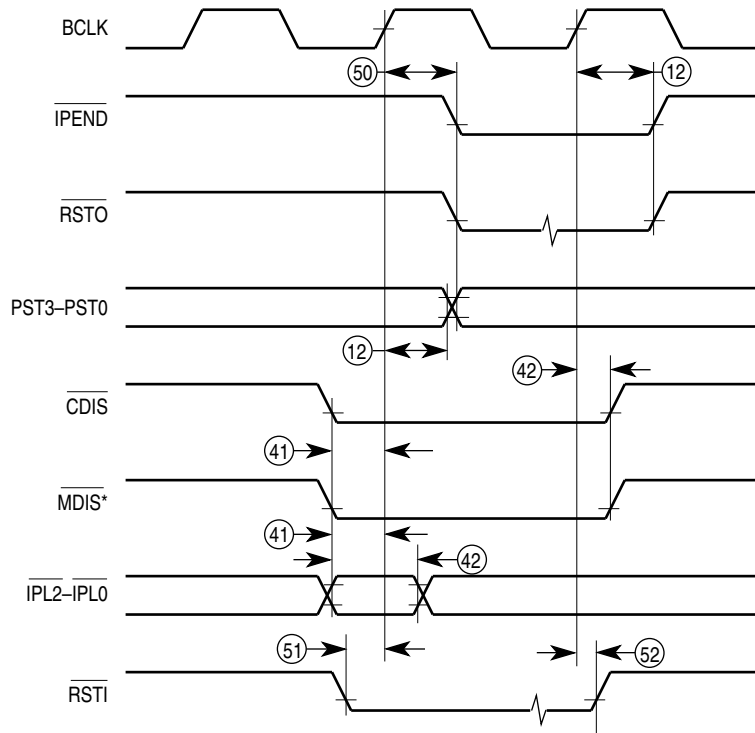 BCLK
50
12
IPEND
RSTO
PST3–PST0
12
42
CDIS
41
MDIS*
41
42
IPL2–IPL0
51
52
RSTI